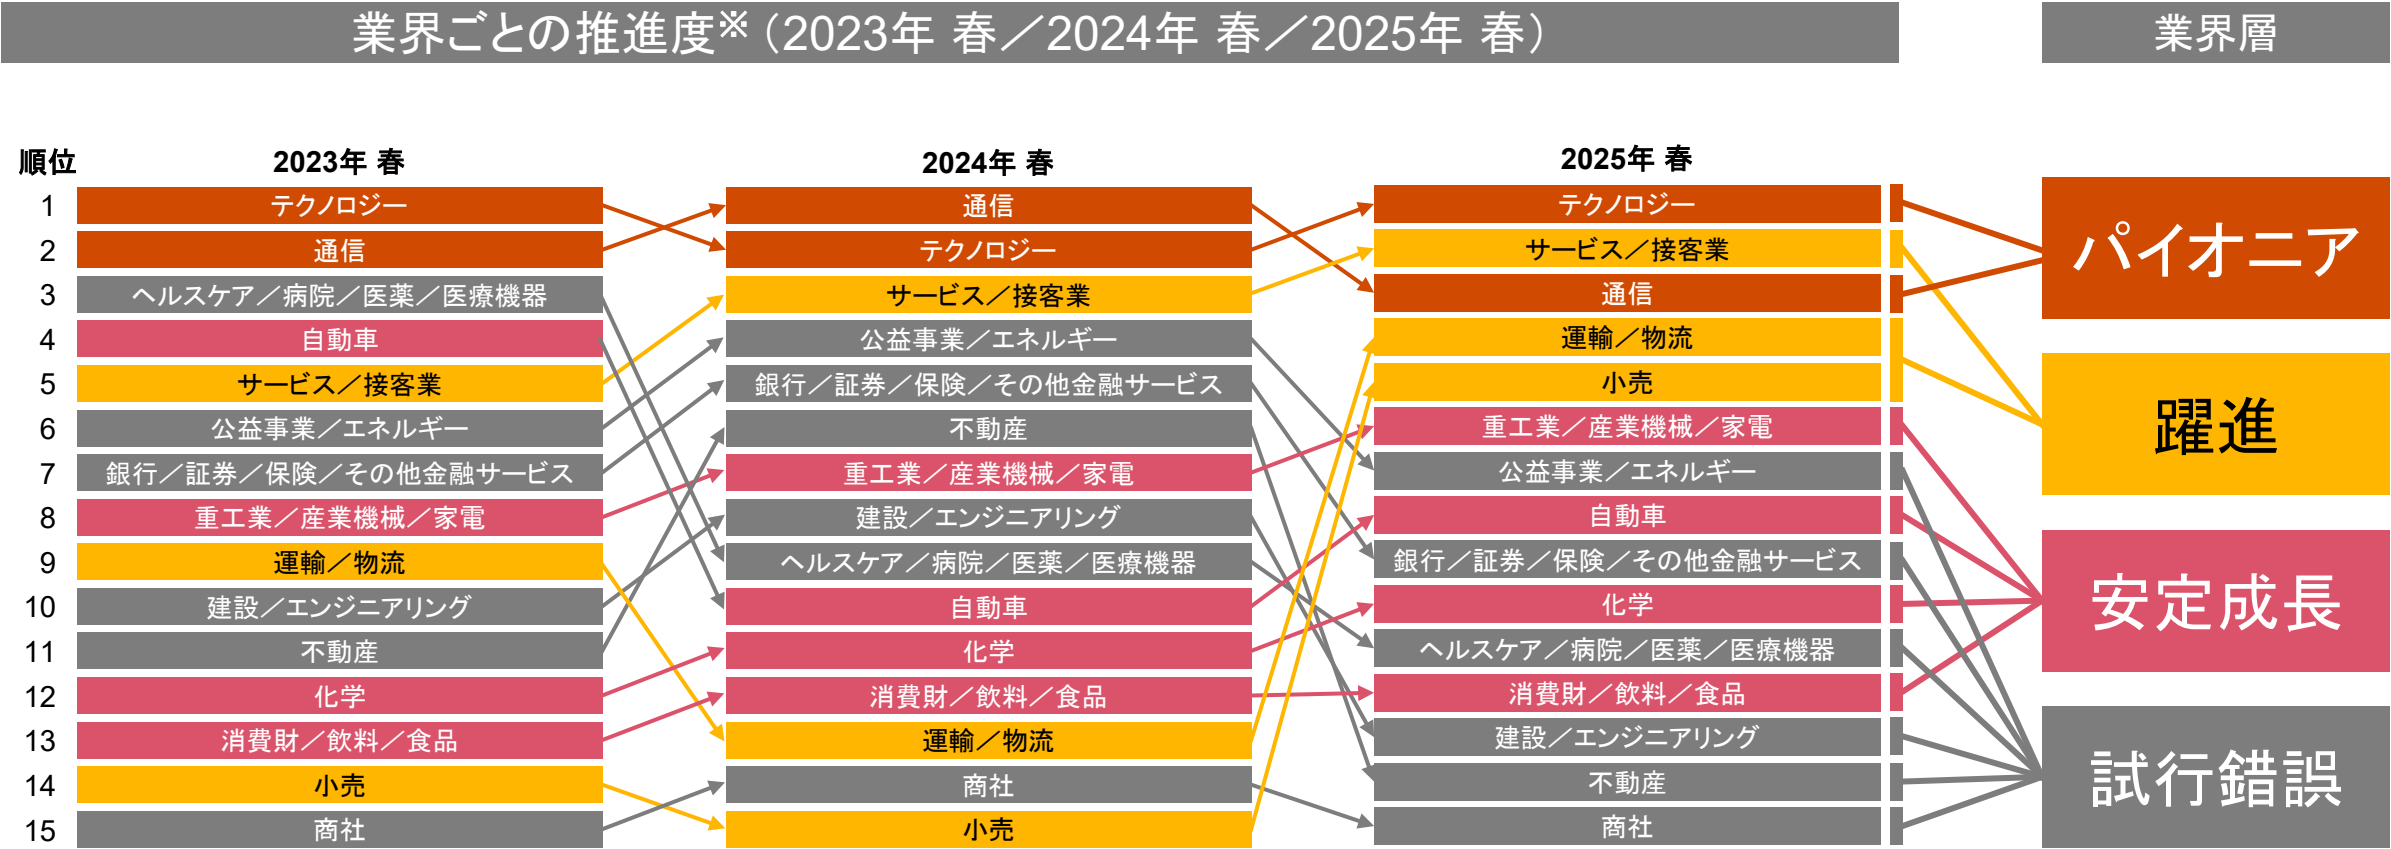 業界ごとの推進度※（2023年 春／2024年 春／2025年 春）
業界層
順位
2023年 春
2024年 春
2025年 春
1
テクノロジー
通信
テクノロジー
2
通信
テクノロジー
サービス／接客業
3
ヘルスケア／病院／医薬／医療機器
サービス／接客業
通信
4
自動車
公益事業／エネルギー
運輸／物流
5
サービス／接客業
銀行／証券／保険／その他金融サービス
小売
6
公益事業／エネルギー
不動産
重工業／産業機械／家電
7
銀行／証券／保険／その他金融サービス
重工業／産業機械／家電
公益事業／エネルギー
8
重工業／産業機械／家電
建設／エンジニアリング
自動車
9
運輸／物流
ヘルスケア／病院／医薬／医療機器
銀行／証券／保険／その他金融サービス
10
建設／エンジニアリング
自動車
化学
11
不動産
化学
ヘルスケア／病院／医薬／医療機器
12
化学
消費財／飲料／食品
消費財／飲料／食品
13
消費財／飲料／食品
運輸／物流
建設／エンジニアリング
14
小売
商社
不動産
15
商社
小売
商社
パイオニア
躍進
安定成長
試行錯誤